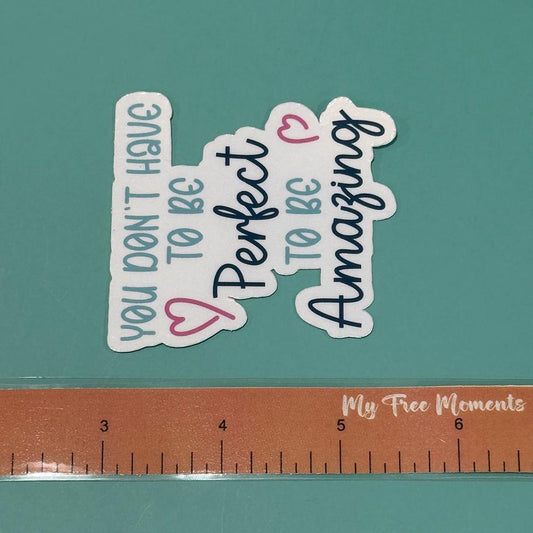 YOU DON'T HAVE
TO BE
Perfect
TO BE
Amazing
My Free Moments
3 4 5 6